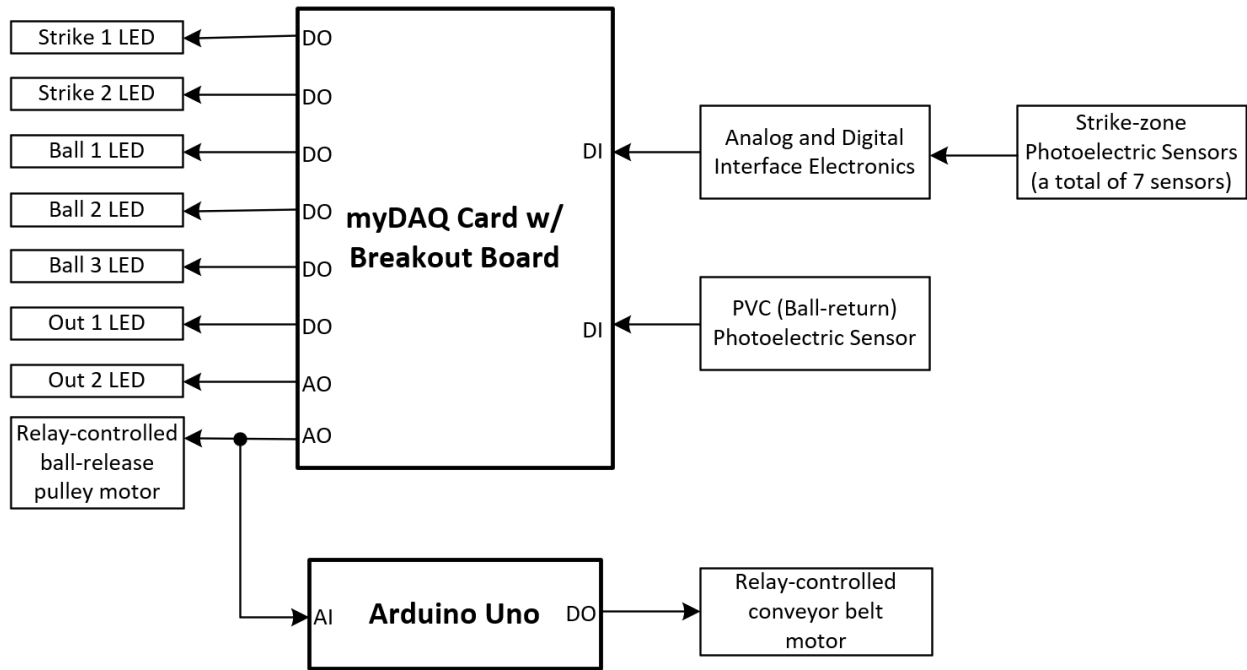 Strike 1 LED
DO
Strike 2 LED
DO
Ball 1 LED
DO
Ball 2 LED
DO
Ball 3 LED
DO
Out 1 LED
DO
Out 2 LED
AO
Relay-controlled
ball-release
pulley motor
AO
myDAQ Card w/
Breakout Board
DI
DI
Analog and Digital
Interface Electronics
Strike-zone
Photoelectric Sensors
(a total of 7 sensors)
PVC (Ball-return)
Photoelectric Sensor
AI
Arduino Uno
DO
Relay-controlled
conveyor belt
motor